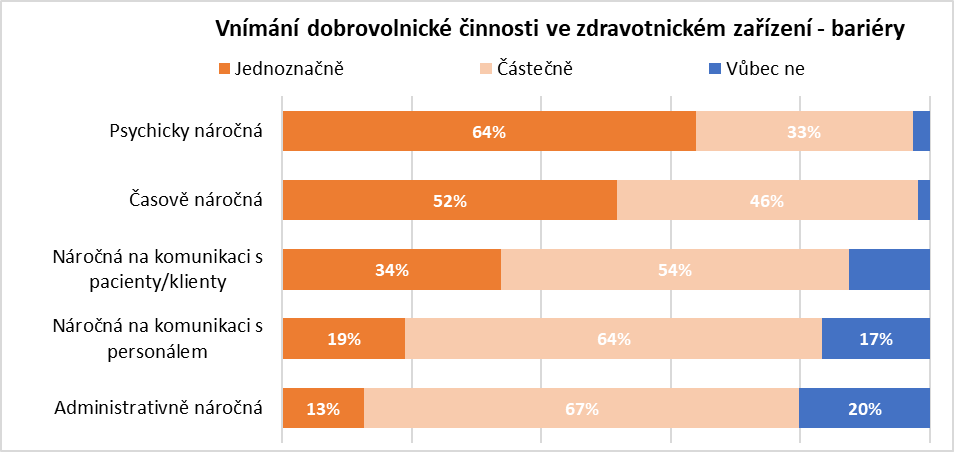 Vnímání dobrovolnické činnosti ve zdravotnickém zařízení - bariéry
Jednoznačně Částečně Vůbec ne
Psychicky náročná 64% 33%
Časově náročná 52% 46%
Náročná na komunikaci s
pacienty/klienty 34% 54%
Náročná na komunikaci s
personálem 19% 64% 17%
Administrativně náročná 13% 67% 20%